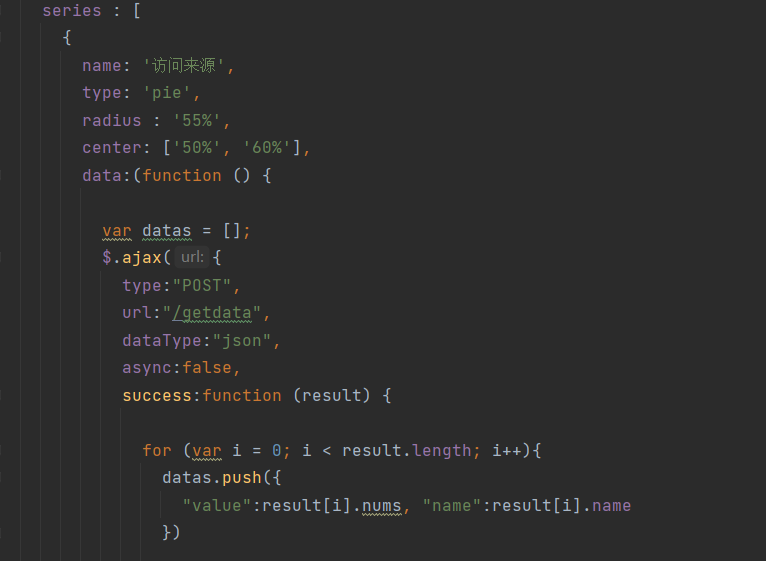 series : [
{
name: '访问来源',
type: 'pie',
radius : '55%',
center: ['50%', '60%'],
data:(function () {
var datas = [];
$.ajax( url: {
type:"POST",
url:"/getdata",
dataType:"json",
async:false,
success:function (result) {
for (var i = 0; i < result.length; i++){
datas.push({
"value":result[i].nums, "name":result[i].name
})